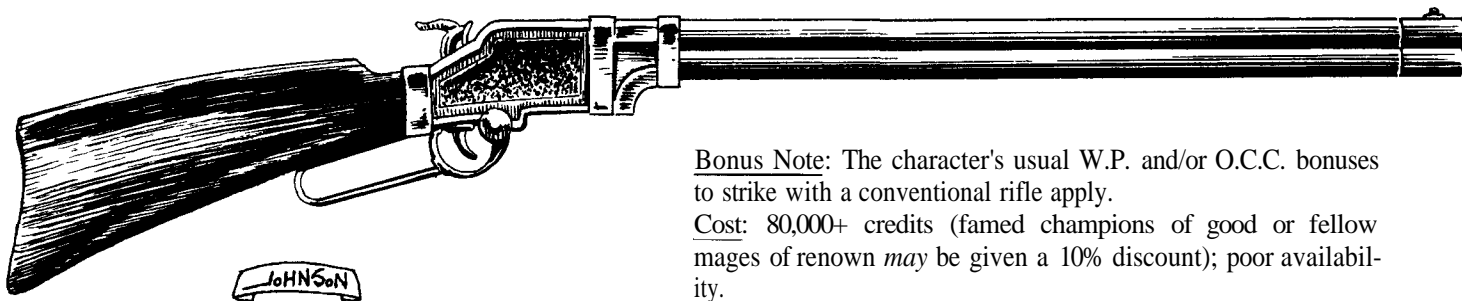 Bonus Note: The character's usual W.P. and/or O.C.C. bonuses
to strike with a conventional rifle apply.
Cost: 80,000+ credits (famed champions of good or fellow
mages of renown may be given a 10% discount); poor availabil-
ity.
JOHNSON